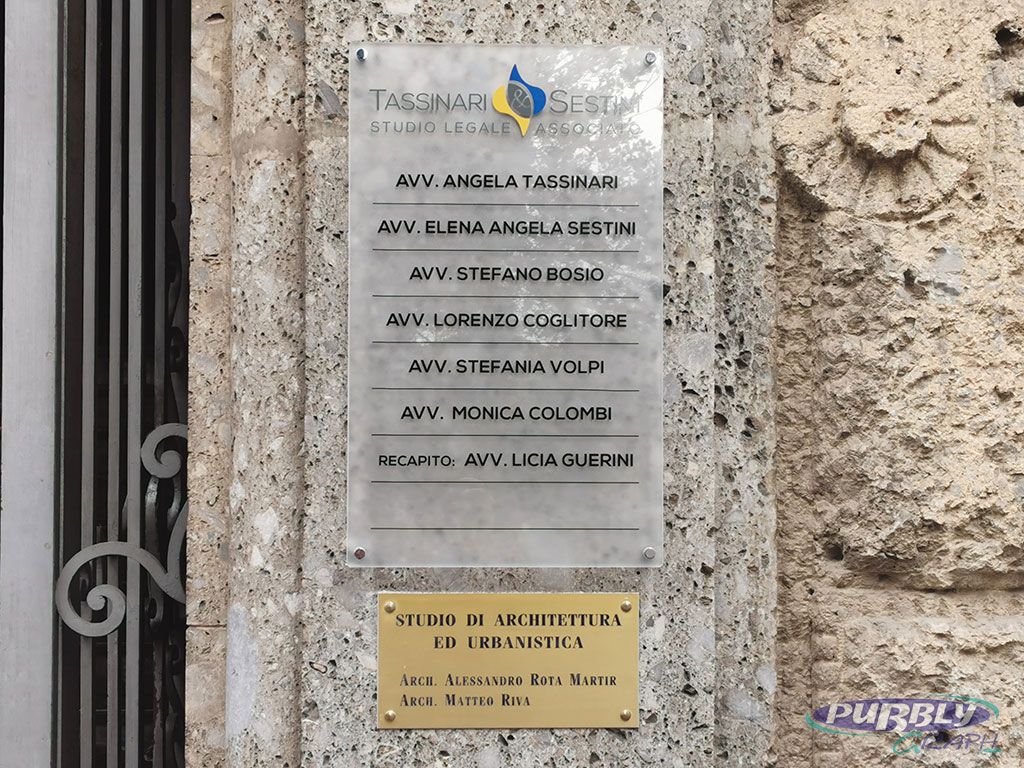 TASSINARI & SESTINI
STUDIO LEGALE ASSOCIATO
AVV. ANGELA TASSINARI
AVV. ELENA ANGELA SESTINI
AVV. STEFANO BOSIO
AVV. LORENZO COGLITORE
AVV. STEFANIA VOLPI
AVV. MONICA COLOMBI
RECAPITO: AVV. LICIA GUERINI
STUDIO DI ARCHITETTURA
ED URBANISTICA
ARCH. ALESSANDRO ROTA MARTIR
ARCH. MATTEO RIVA
PUBBLY
GRAPH